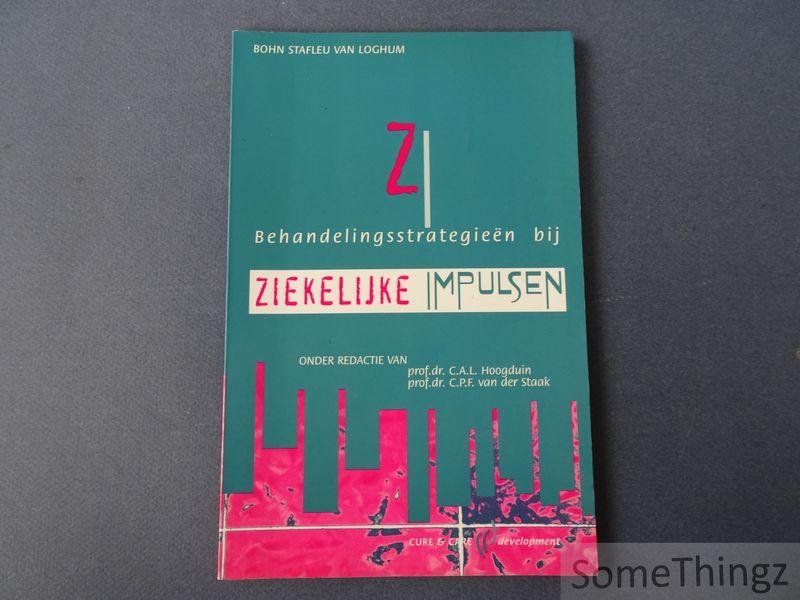 BOHN STAFLEU VAN LOGHUM
Z
Behandelingsstrategieën bij
ZIEKELIJKE IMPULSEN
ONDER REDACTIE VAN
prof.dr. C.A.L. Hoogduin
prof.dr. C.P.F. van der Staak
CURE & CARE development
SomeThingz